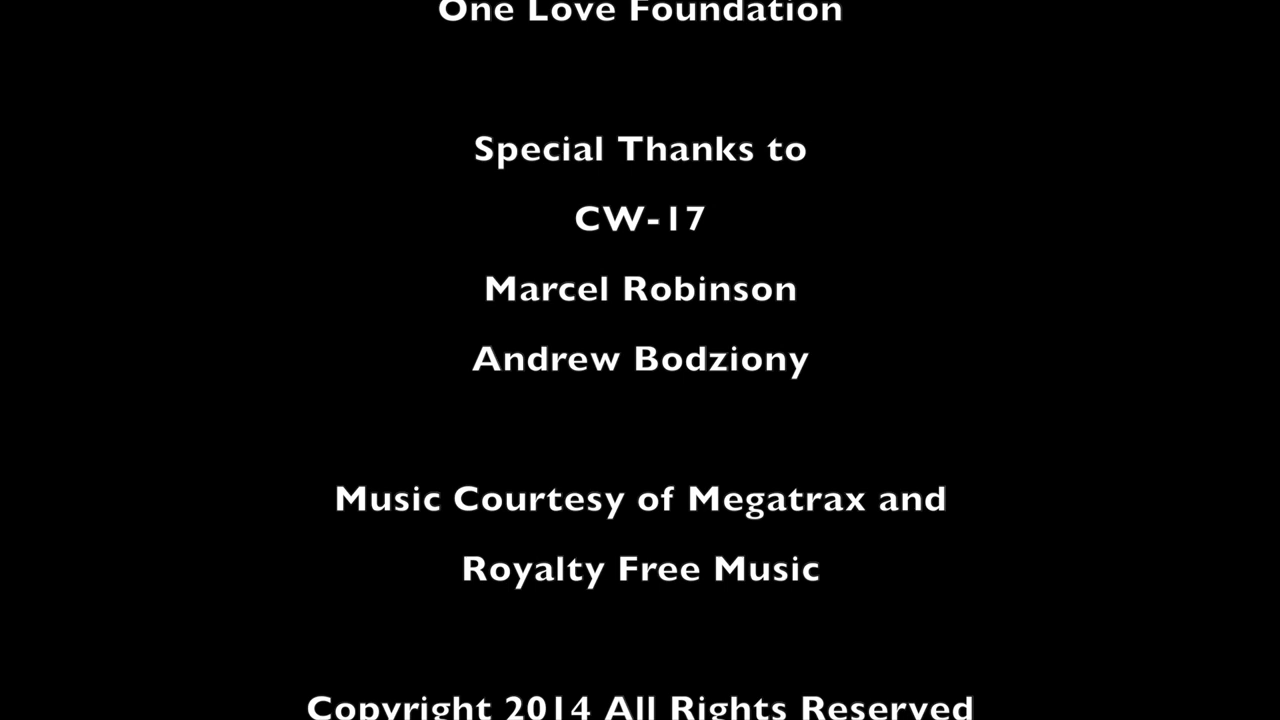 One Love Foundation
Special Thanks to
CW-17
Marcel Robinson
Andrew Bodziony
Music Courtesy of Megatrax and
Royalty Free Music
Copyright 2014 All Rights Reserved